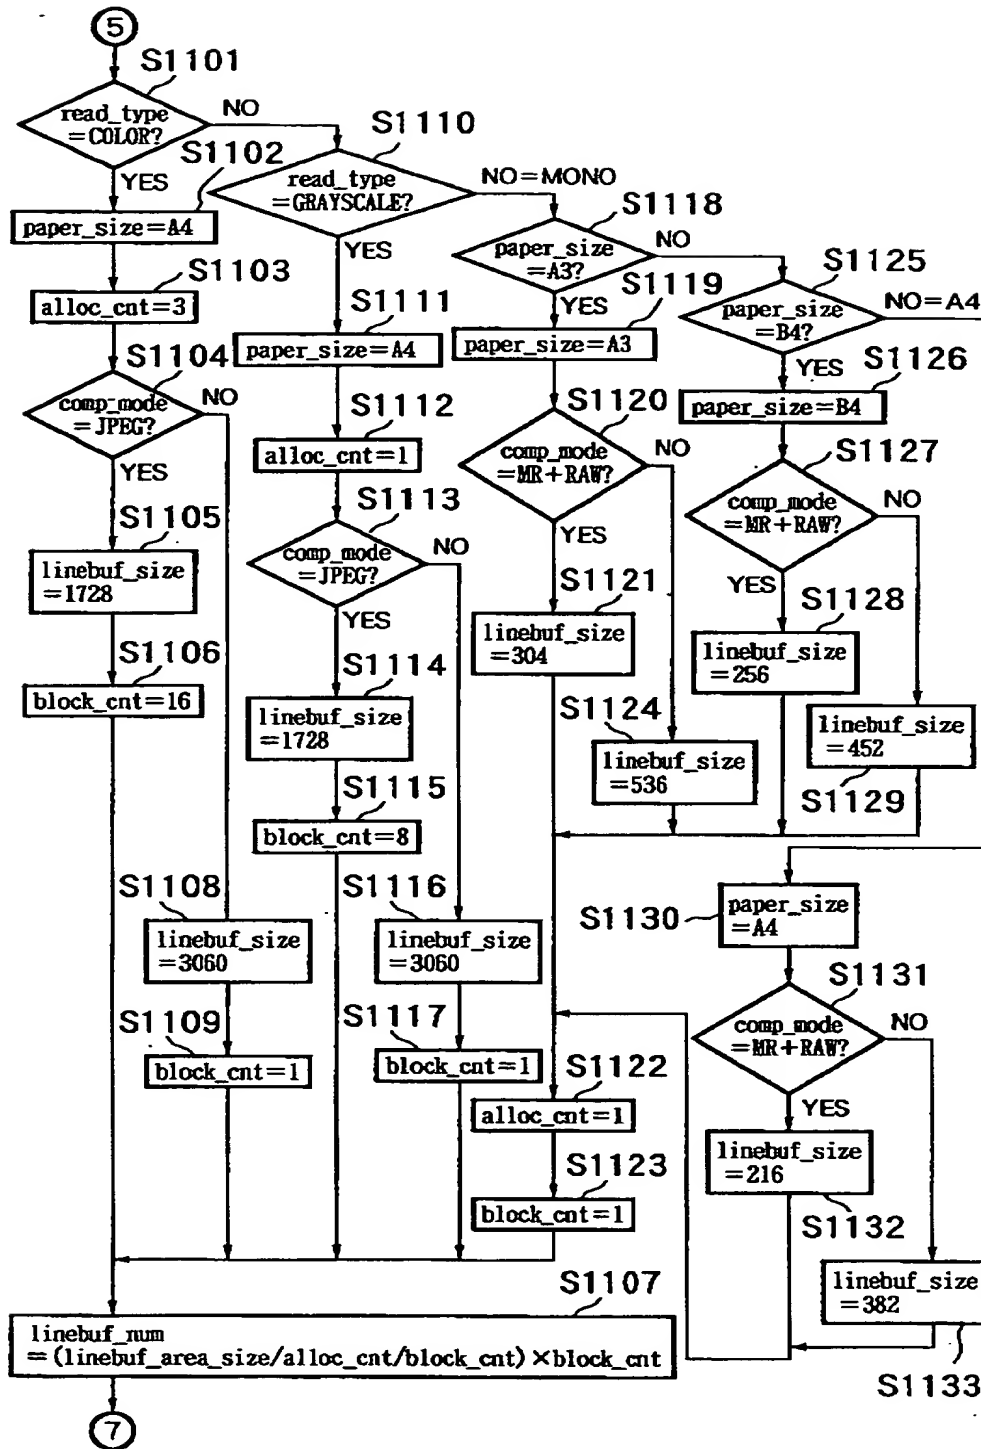 5
S1101
read_type
=COLOR?
NO
YES
S1102
paper_size=A4
S1103
alloc_cnt=3
S1104
comp_mode
=JPEG?
NO
YES
S1105
linebuf_size
=1728
S1106
block_cnt=16
S1108
linebuf_size
=3060
S1109
block_cnt=1
S1110
read_type
=GRAYSCALE?
NO=MONO
YES
S1111
paper_size=A4
S1112
alloc_cnt=1
S1113
comp_mode
=JPEG?
NO
YES
S1114
linebuf_size
=1728
S1115
block_cnt=8
S1116
linebuf_size
=3060
S1117
block_cnt=1
S1118
paper_size
=A3?
NO
YES
S1119
paper_size=A3
S1120
comp_mode
=MR+RAW?
NO
YES
S1121
linebuf_size
=304
S1124
linebuf_size
=536
S1125
paper_size
=B4?
NO=A4
YES
S1126
paper_size=B4
S1127
comp_mode
=MR+RAW?
NO
YES
S1128
linebuf_size
=256
linebuf_size
=452
S1129
S1130
paper_size
=A4
S1131
comp_mode
=MR+RAW?
NO
YES
linebuf_size
=216
S1132
linebuf_size
=382
S1133
S1122
alloc_cnt=1
S1123
block_cnt=1
S1107
linebuf_num
=(linebuf_area_size/alloc_cnt/block_cnt)×block_cnt
7